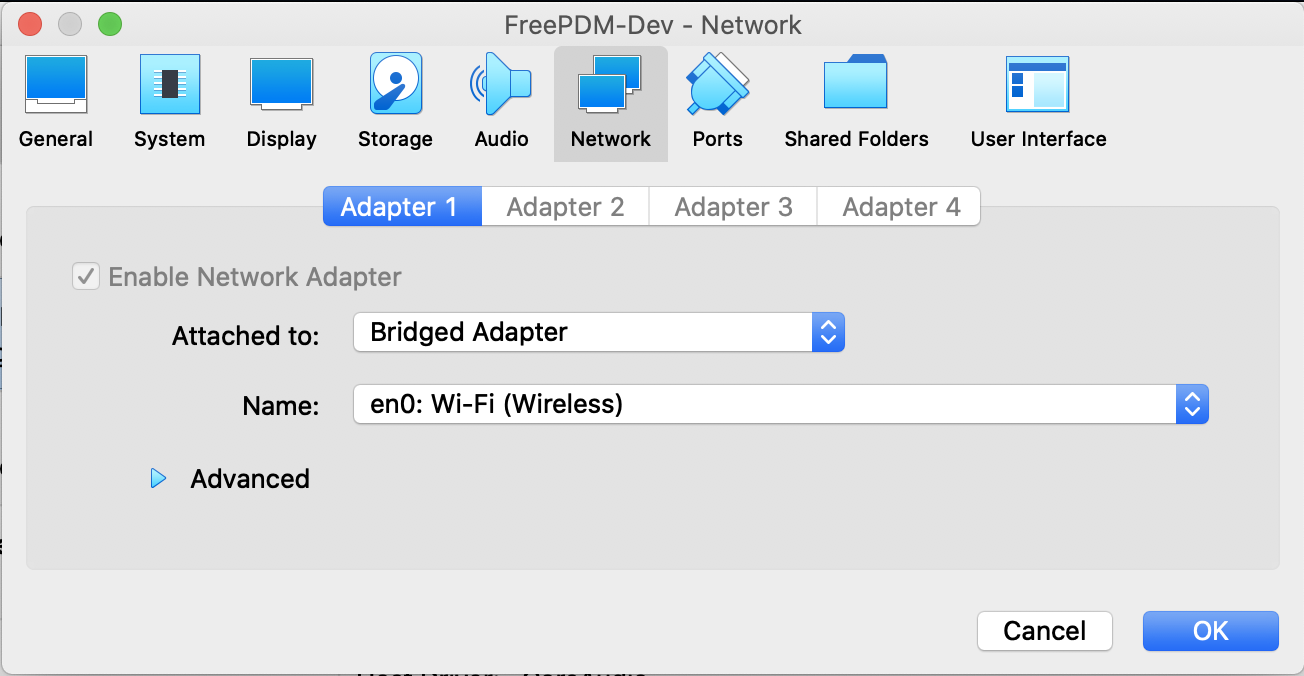 FreePDM-Dev - Network
General System Display Storage Audio Network Ports Shared Folders User Interface
Adapter 1 Adapter 2 Adapter 3 Adapter 4
Enable Network Adapter
Attached to: Bridged Adapter
Name: en0: Wi-Fi (Wireless)
Advanced
Cancel OK